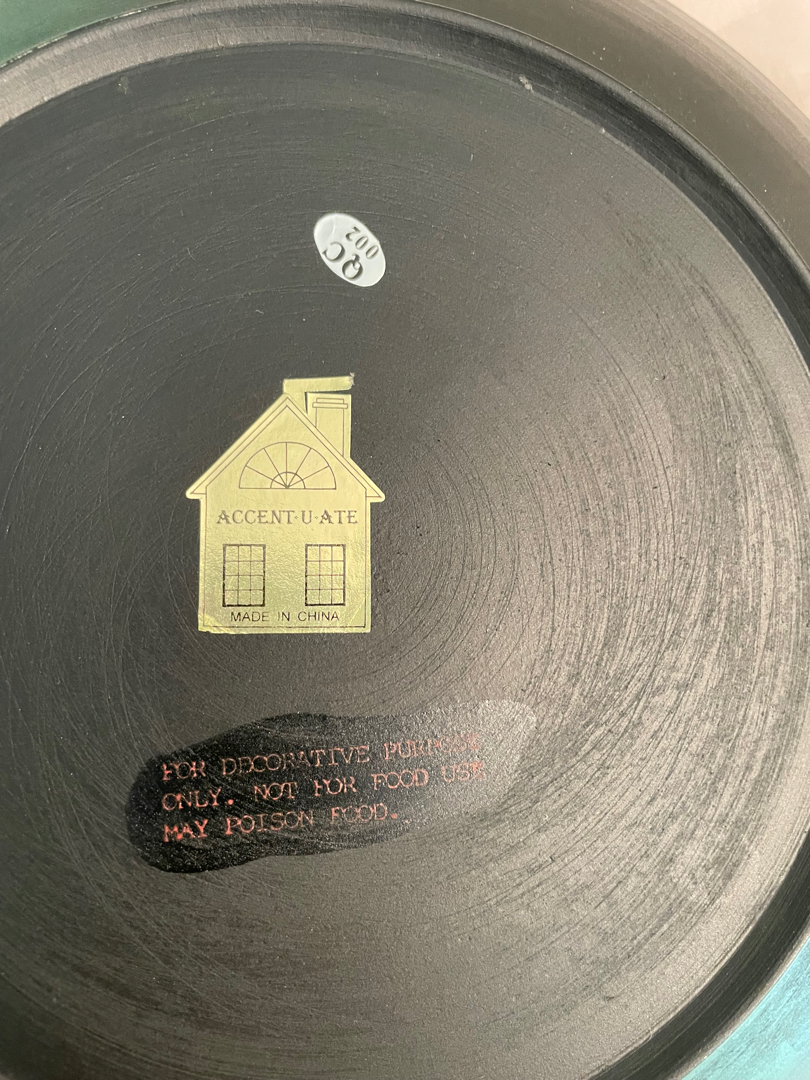 QC
002
ACCENT-U-ATE
MADE IN CHINA
FOR DECORATIVE PURPOSE
ONLY. NOT FOR FOOD USE
MAY POISON FOOD.